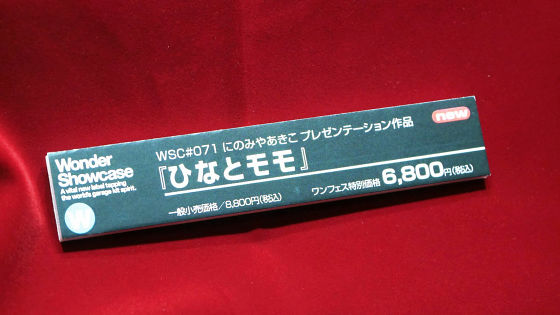 Wonder
Showcase
A vital new label tapping
the world's garage kit spirit.
W
WSC#071 にのみやあきこ プレゼンテーション作品
new
『ひなとモモ』
一般小売価格/8,800円(税込)
ワンフェス特別価格 6,800円(税込)